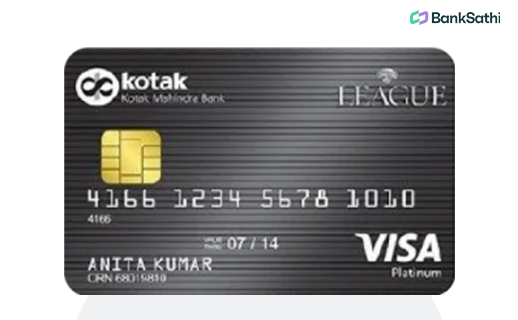 BankSathi
kotak
Kotak Mahindra Bank
LEAGUE
4166 1234 5678 1010
4166
VALID THRU 07 / 14
VISA
Platinum
ANITA KUMAR
CRN 68019810